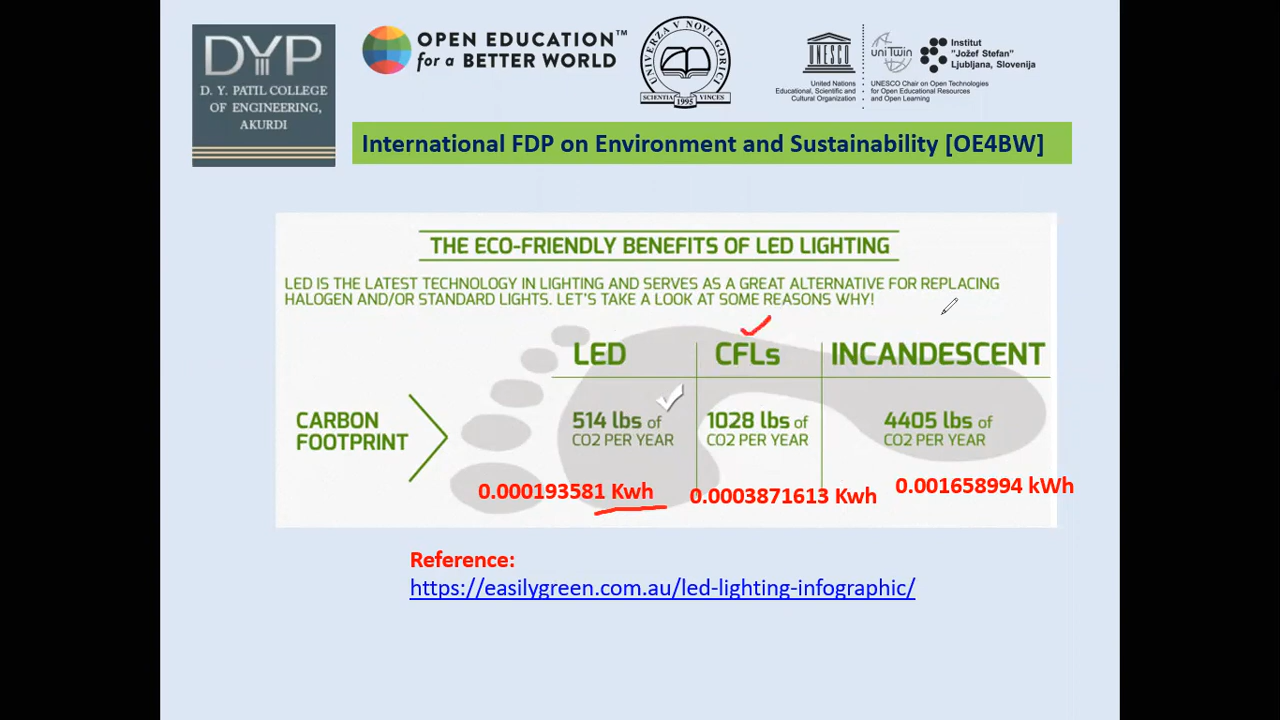 DYP
D. Y. PATIL COLLEGE
OF ENGINEERING,
AKURDI
OPEN EDUCATION™
for a BETTER WORLD
UNIVERZA V NOVI GORICI
SCIENTIA VINCES
1995
UNESCO
United Nations
Educational, Scientific and
Cultural Organization
uniTwin
Institut
"Jožef Stefan"
Ljubljana, Slovenija
UNESCO Chair on Open Technologies
for Open Educational Resources
and Open Learning
International FDP on Environment and Sustainability [OE4BW]
THE ECO-FRIENDLY BENEFITS OF LED LIGHTING
LED IS THE LATEST TECHNOLOGY IN LIGHTING AND SERVES AS A GREAT ALTERNATIVE FOR REPLACING
HALOGEN AND/OR STANDARD LIGHTS. LET'S TAKE A LOOK AT SOME REASONS WHY!
LED CFLs INCANDESCENT
CARBON
FOOTPRINT
514 lbs of
CO2 PER YEAR
1028 lbs of
CO2 PER YEAR
4405 lbs of
CO2 PER YEAR
0.000193581 Kwh
0.0003871613 Kwh
0.001658994 kWh
Reference:
https://easilygreen.com.au/led-lighting-infographic/